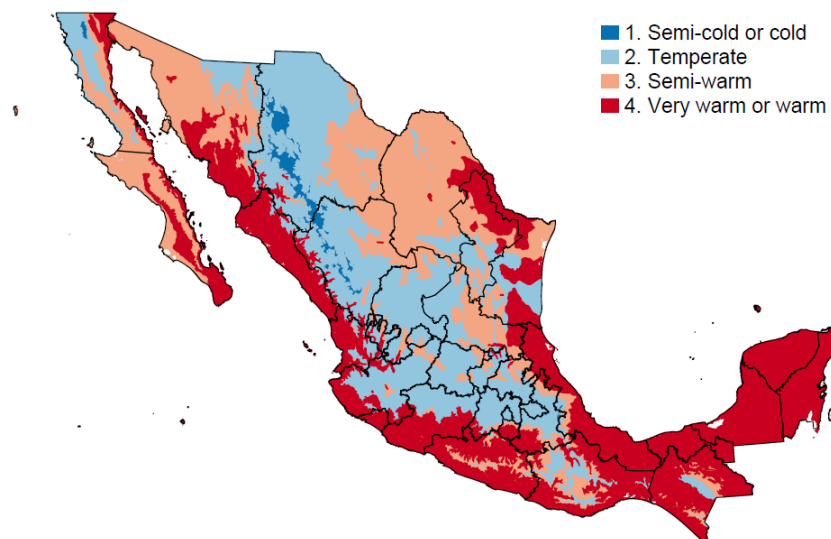 1. Semi-cold or cold
2. Temperate
3. Semi-warm
4. Very warm or warm